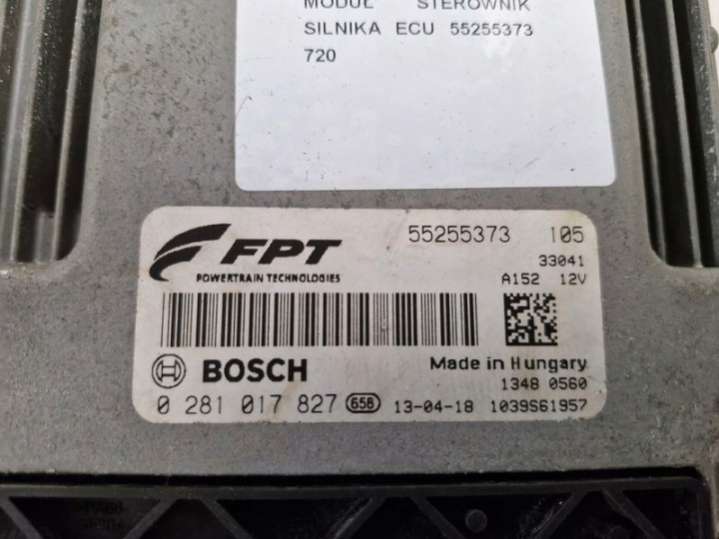 MODUŁ STEROWNIK
SILNIKA ECU 55255373
720
FPT
POWERTRAIN TECHNOLOGIES
55255373 105
33041
A152 12V
BOSCH
Made in Hungary
1348 0560
0 281 017 827 656 13-04-18 1039S61957